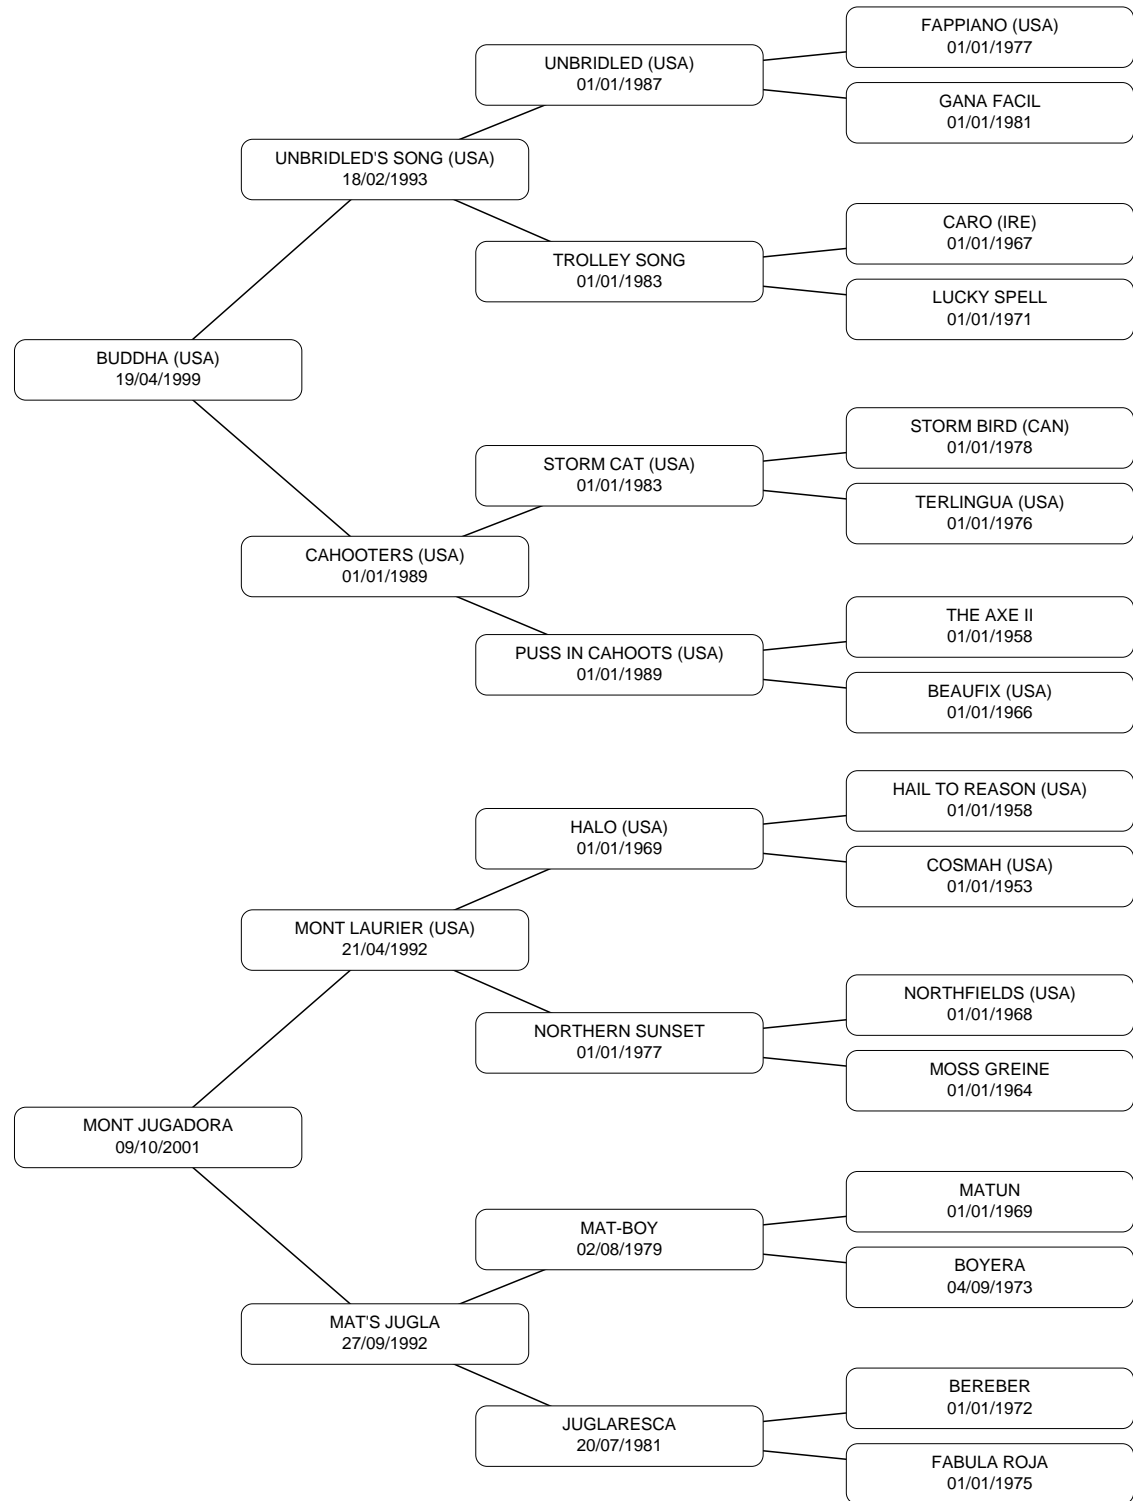 FAPPIANO (USA)
01/01/1977
UNBRIDLED (USA)
01/01/1987
GANA FACIL
01/01/1981
UNBRIDLED'S SONG (USA)
18/02/1993
CARO (IRE)
01/01/1967
TROLLEY SONG
01/01/1983
LUCKY SPELL
01/01/1971
BUDDHA (USA)
19/04/1999
STORM BIRD (CAN)
01/01/1978
STORM CAT (USA)
01/01/1983
TERLINGUA (USA)
01/01/1976
CAHOOTERS (USA)
01/01/1989
THE AXE II
01/01/1958
PUSS IN CAHOOTS (USA)
01/01/1989
BEAUFIX (USA)
01/01/1966
HAIL TO REASON (USA)
01/01/1958
HALO (USA)
01/01/1969
COSMAH (USA)
01/01/1953
MONT LAURIER (USA)
21/04/1992
NORTHFIELDS (USA)
01/01/1968
NORTHERN SUNSET
01/01/1977
MOSS GREINE
01/01/1964
MONT JUGADORA
09/10/2001
MATUN
01/01/1969
MAT-BOY
02/08/1979
BOYERA
04/09/1973
MAT'S JUGLA
27/09/1992
BEREBER
01/01/1972
JUGLARESCA
20/07/1981
FABULA ROJA
01/01/1975